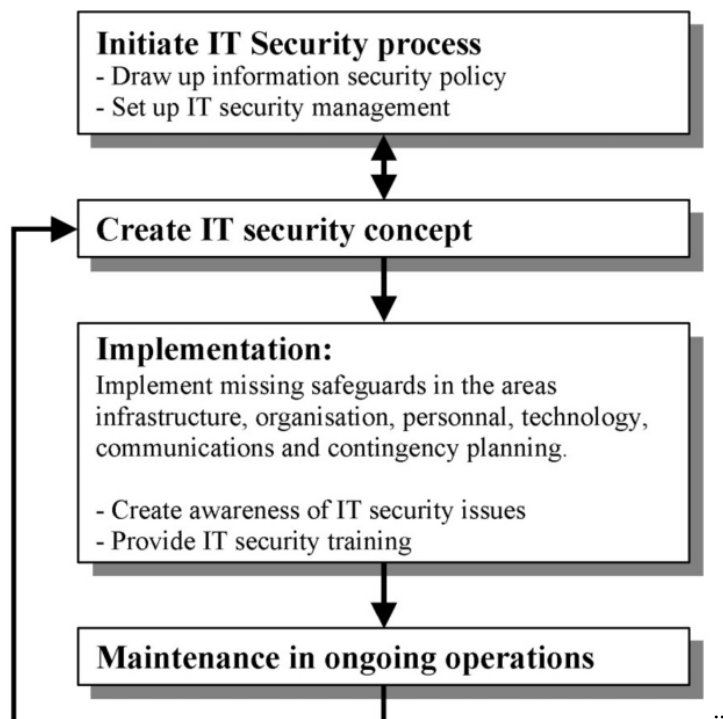 Initiate IT Security process
- Draw up information security policy
- Set up IT security management
Create IT security concept
Implementation:
Implement missing safeguards in the areas
infrastructure, organisation, personnal, technology,
communications and contingency planning.
- Create awareness of IT security issues
- Provide IT security training
Maintenance in ongoing operations